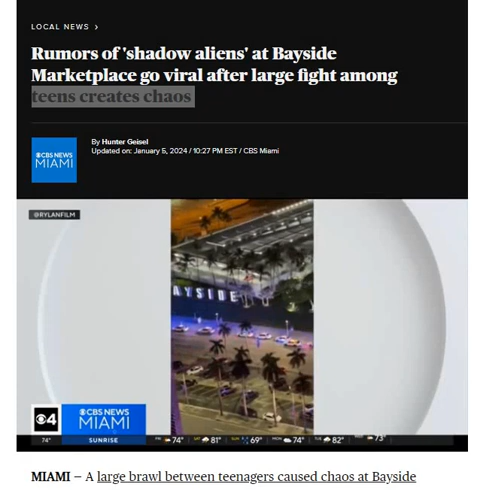 LOCAL NEWS ›
Rumors of 'shadow aliens' at Bayside
Marketplace go viral after large fight among
teens creates chaos
By Hunter Geisel
Updated on: January 5, 2024 / 10:27 PM EST / CBS Miami
CBS NEWS
MIAMI
@RYLANFILM
AYSIDE
4 CBS NEWS
MIAMI
74° SUNRISE 74° 81° 69° 74° 82° 73°
MIAMI – A large brawl between teenagers caused chaos at Bayside